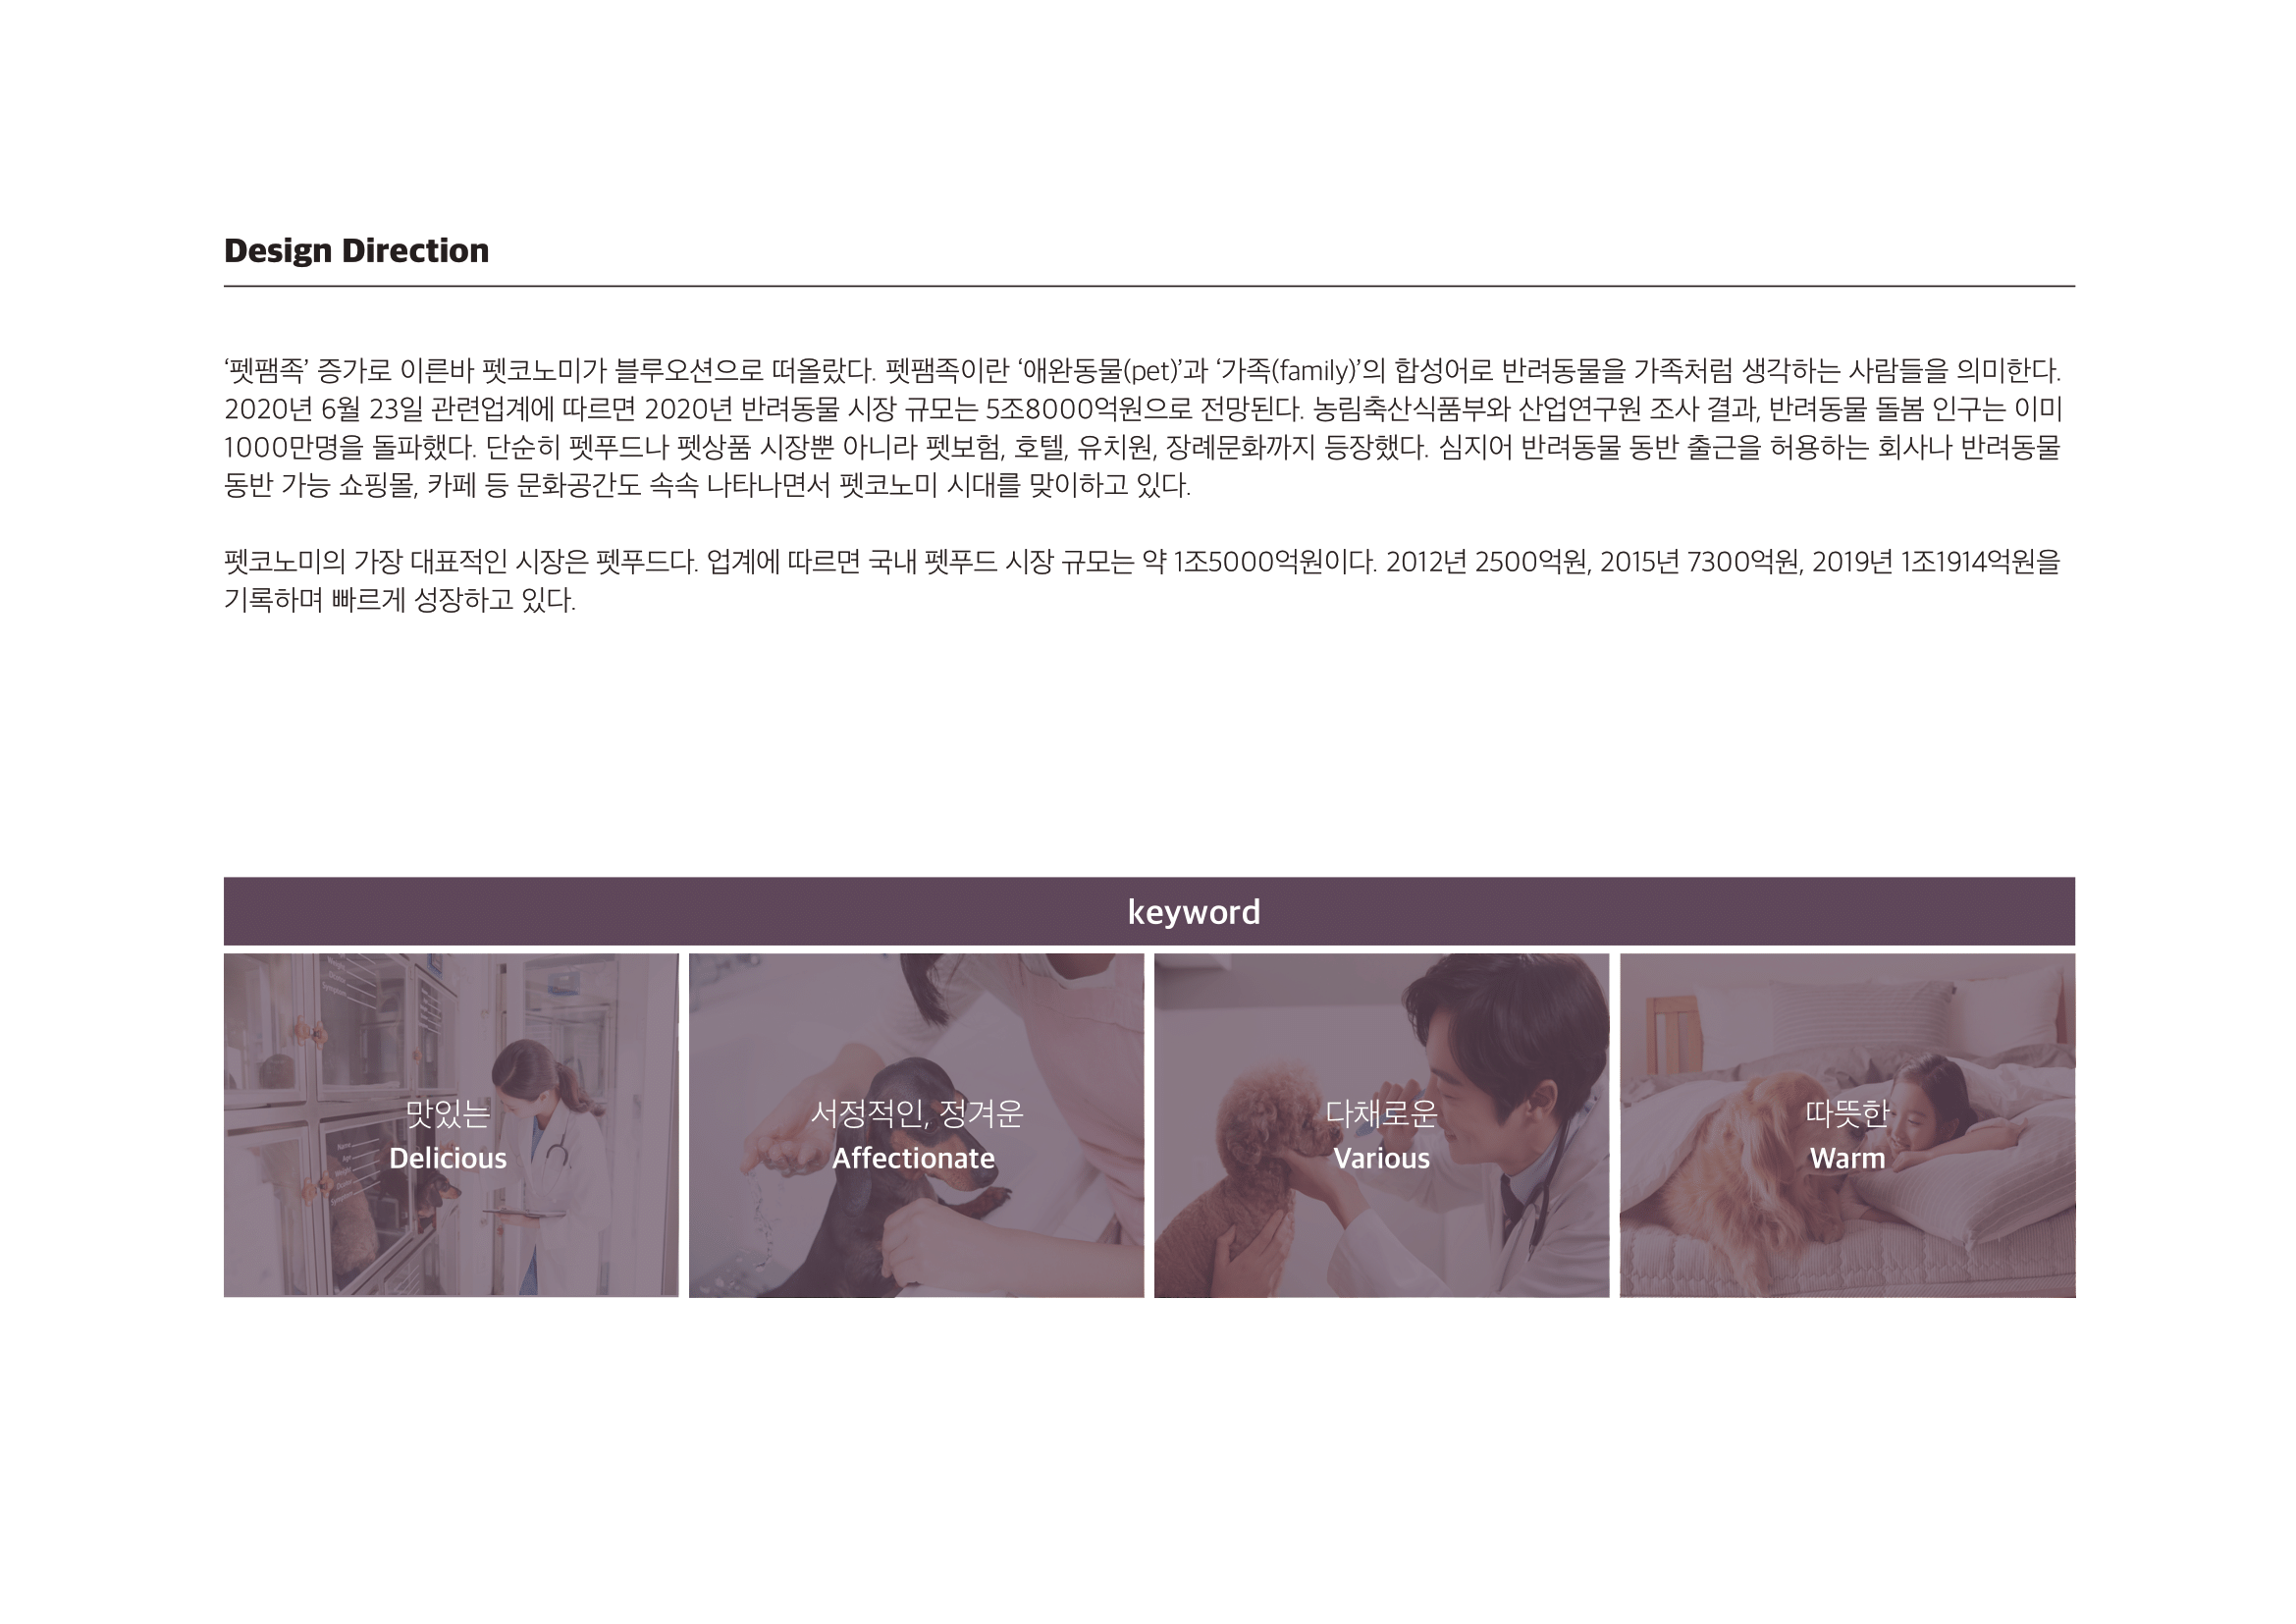 Design Direction
‘펫팸족’ 증가로 이른바 펫코노미가 블루오션으로 떠올랐다. 펫팸족이란 ‘애완동물(pet)’과 ‘가족(family)’의 합성어로 반려동물을 가족처럼 생각하는 사람들을 의미한다.
2020년 6월 23일 관련업계에 따르면 2020년 반려동물 시장 규모는 5조8000억원으로 전망된다. 농림축산식품부와 산업연구원 조사 결과, 반려동물 돌봄 인구는 이미
1000만명을 돌파했다. 단순히 펫푸드나 펫상품 시장뿐 아니라 펫보험, 호텔, 유치원, 장례문화까지 등장했다. 심지어 반려동물 동반 출근을 허용하는 회사나 반려동물
동반 가능 쇼핑몰, 카페 등 문화공간도 속속 나타나면서 펫코노미 시대를 맞이하고 있다.
펫코노미의 가장 대표적인 시장은 펫푸드다. 업계에 따르면 국내 펫푸드 시장 규모는 약 1조5000억원이다. 2012년 2500억원, 2015년 7300억원, 2019년 1조1914억원을
기록하며 빠르게 성장하고 있다.
keyword
맛있는
Delicious
서정적인, 정겨운
Affectionate
다채로운
Various
따뜻한
Warm